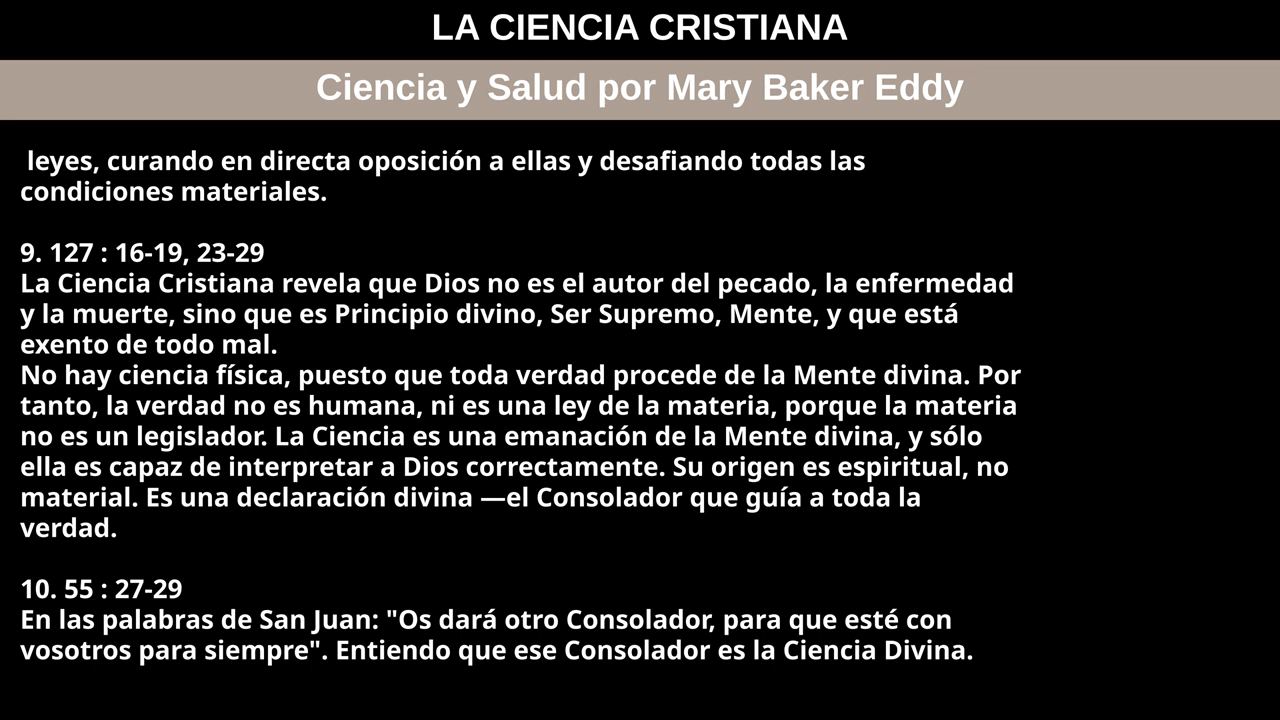 LA CIENCIA CRISTIANA
Ciencia y Salud por Mary Baker Eddy
leyes, curando en directa oposición a ellas y desafiando todas las
condiciones materiales.
9. 127 : 16-19, 23-29
La Ciencia Cristiana revela que Dios no es el autor del pecado, la enfermedad
y la muerte, sino que es Principio divino, Ser Supremo, Mente, y que está
exento de todo mal.
No hay ciencia física, puesto que toda verdad procede de la Mente divina. Por
tanto, la verdad no es humana, ni es una ley de la materia, porque la materia
no es un legislador. La Ciencia es una emanación de la Mente divina, y sólo
ella es capaz de interpretar a Dios correctamente. Su origen es espiritual, no
material. Es una declaración divina —el Consolador que guía a toda la
verdad.
10. 55 : 27-29
En las palabras de San Juan: "Os dará otro Consolador, para que esté con
vosotros para siempre". Entiendo que ese Consolador es la Ciencia Divina.